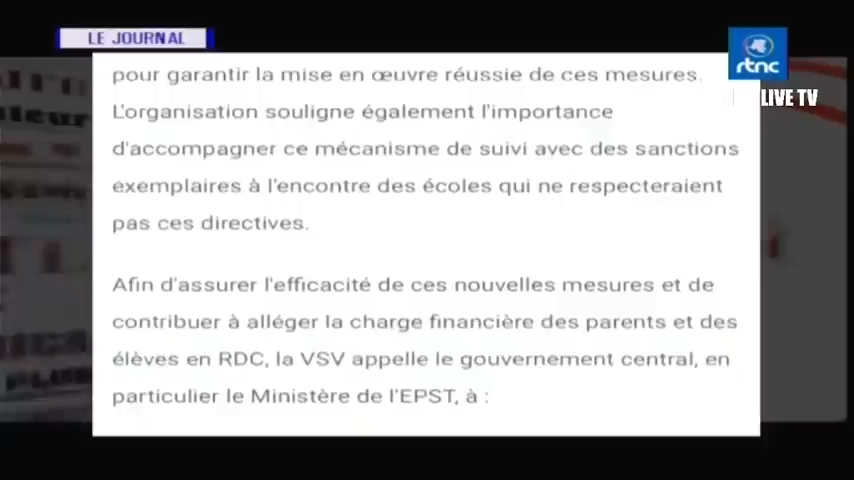 LE JOURNAL
rtnc
LIVE TV
pour garantir la mise en œuvre réussie de ces mesures.
L'organisation souligne également l'importance
d'accompagner ce mécanisme de suivi avec des sanctions
exemplaires à l'encontre des écoles qui ne respecteraient
pas ces directives.
Afin d'assurer l'efficacité de ces nouvelles mesures et de
contribuer à alléger la charge financière des parents et des
élèves en RDC, la VSV appelle le gouvernement central, en
particulier le Ministère de l'EPST, à :